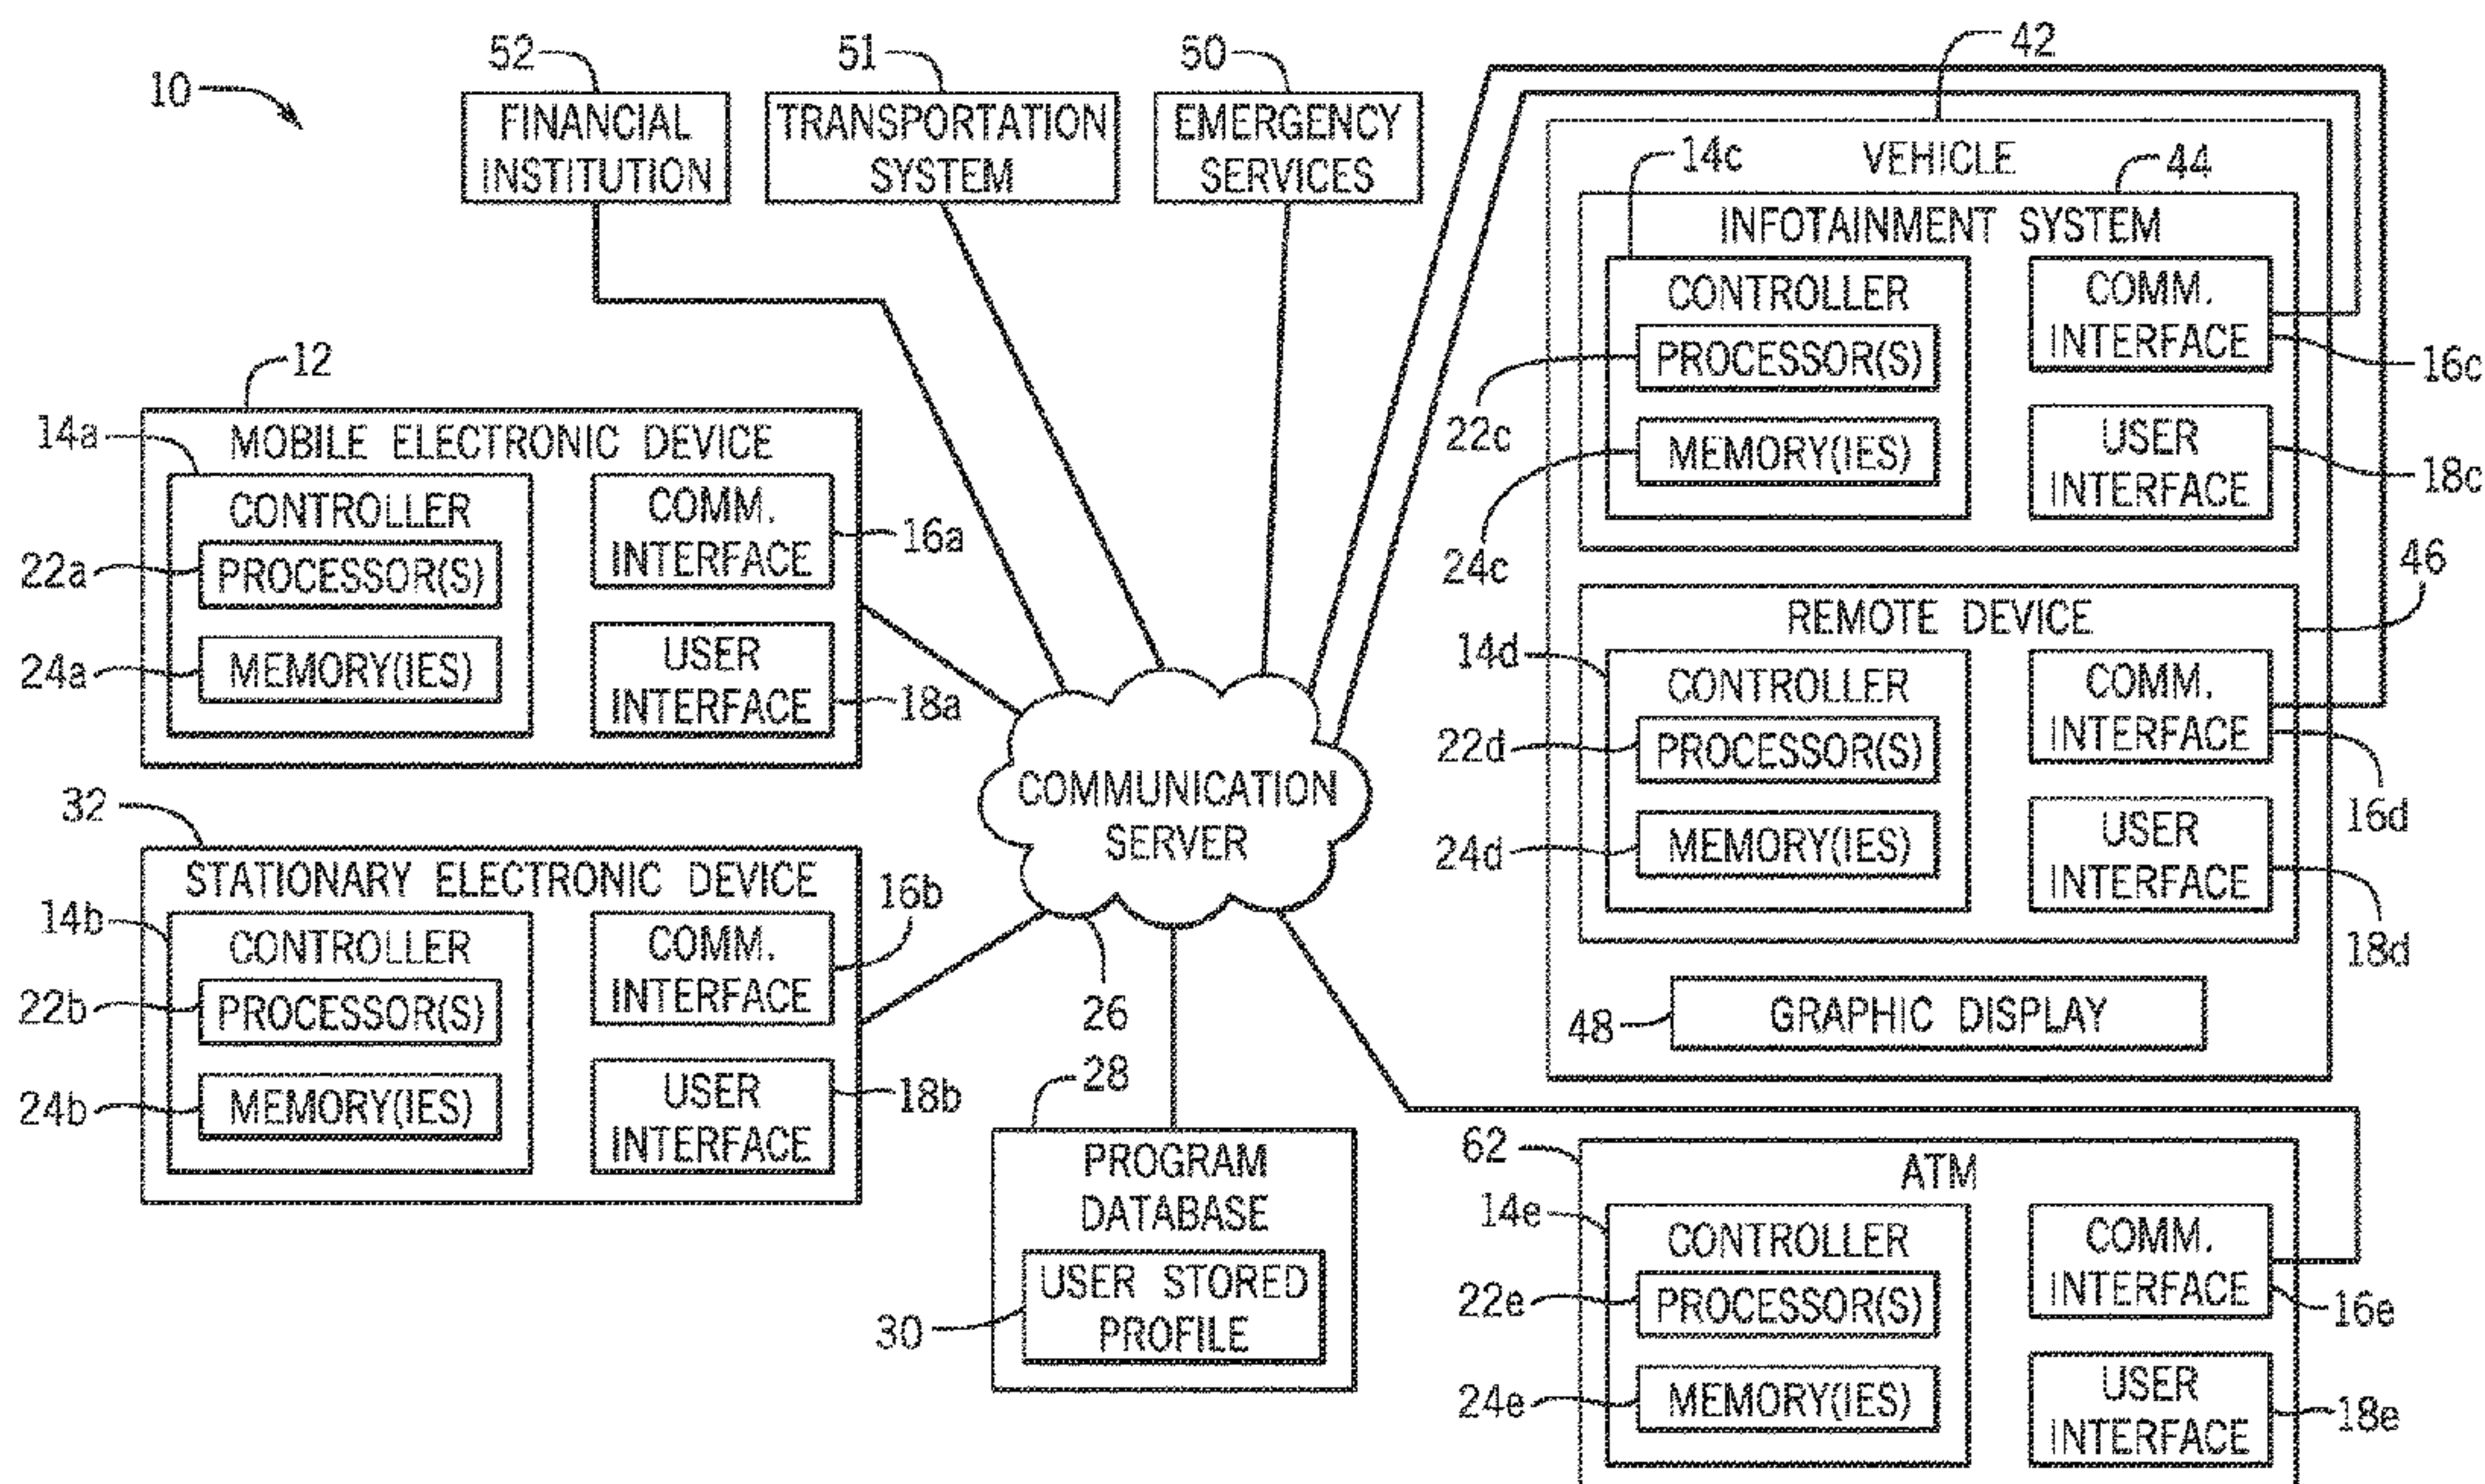 10
52
FINANCIAL
INSTITUTION
51
TRANSPORTATION
SYSTEM
50
EMERGENCY
SERVICES
12
MOBILE ELECTRONIC DEVICE
14a
CONTROLLER
22a
PROCESSOR(S)
24a
MEMORY(IES)
COMM.
INTERFACE
16a
USER
INTERFACE
18a
32
STATIONARY ELECTRONIC DEVICE
14b
CONTROLLER
22b
PROCESSOR(S)
24b
MEMORY(IES)
COMM.
INTERFACE
16b
USER
INTERFACE
18b
COMMUNICATION
SERVER
26
28
PROGRAM
DATABASE
USER STORED
PROFILE
30
42
VEHICLE
44
INFOTAINMENT SYSTEM
14c
CONTROLLER
PROCESSOR(S)
22c
MEMORY(IES)
24c
COMM.
INTERFACE
16c
USER
INTERFACE
18c
46
REMOTE DEVICE
14d
CONTROLLER
22d
PROCESSOR(S)
24d
MEMORY(IES)
COMM.
INTERFACE
16d
USER
INTERFACE
18d
48
GRAPHIC DISPLAY
62
ATM
14e
CONTROLLER
22e
PROCESSOR(S)
24e
MEMORY(IES)
COMM.
INTERFACE
16e
USER
INTERFACE
18e